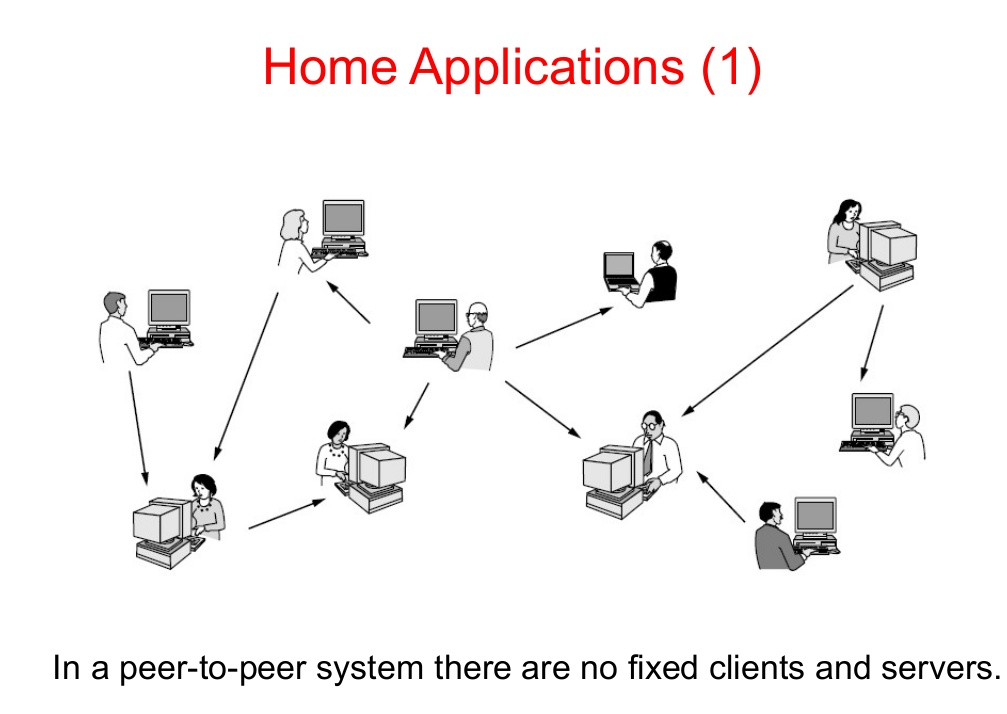 Home Applications (1)
In a peer-to-peer system there are no fixed clients and servers.